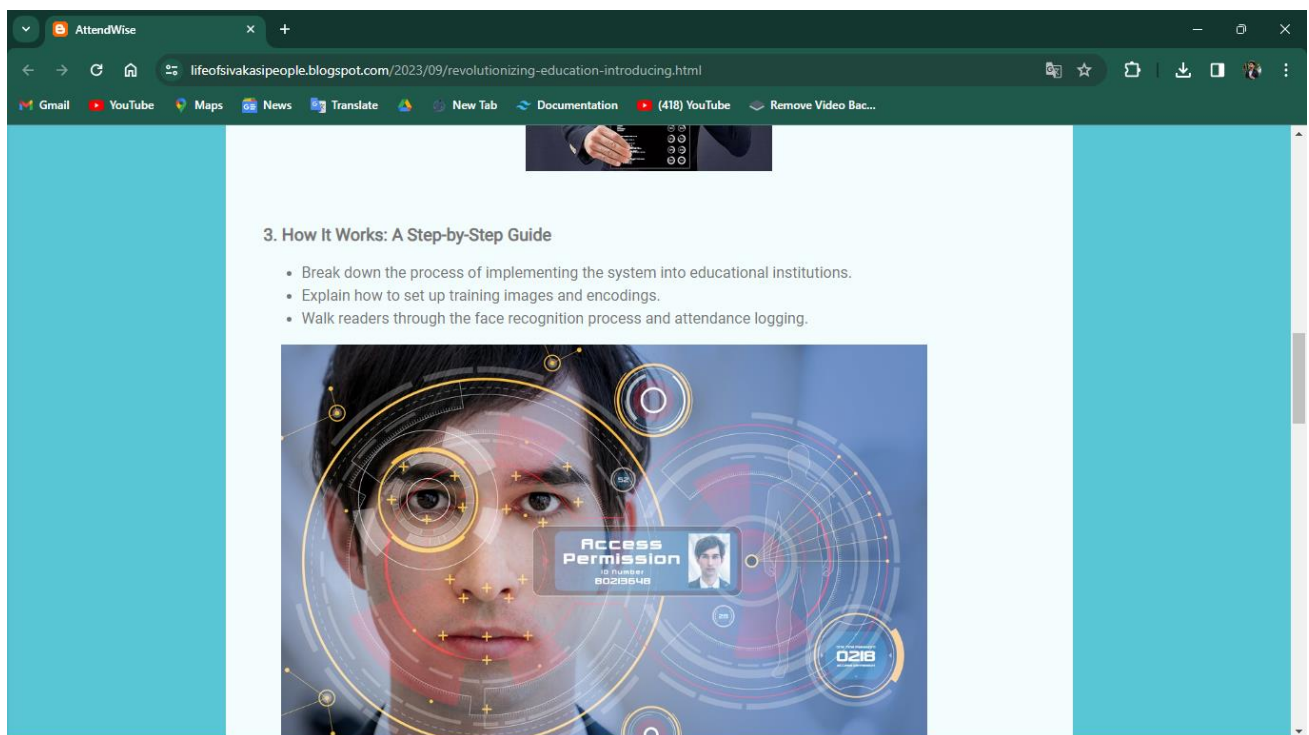 AttendWise
lifeofsivakasipeople.blogspot.com/2023/09/revolutionizing-education-introducing.html
Gmail YouTube Maps News Translate New Tab Documentation (418) YouTube Remove Video Bac...
3. How It Works: A Step-by-Step Guide
Break down the process of implementing the system into educational institutions.
Explain how to set up training images and encodings.
Walk readers through the face recognition process and attendance logging.
52
Access
Permission
ID Number
80213648
28
0218